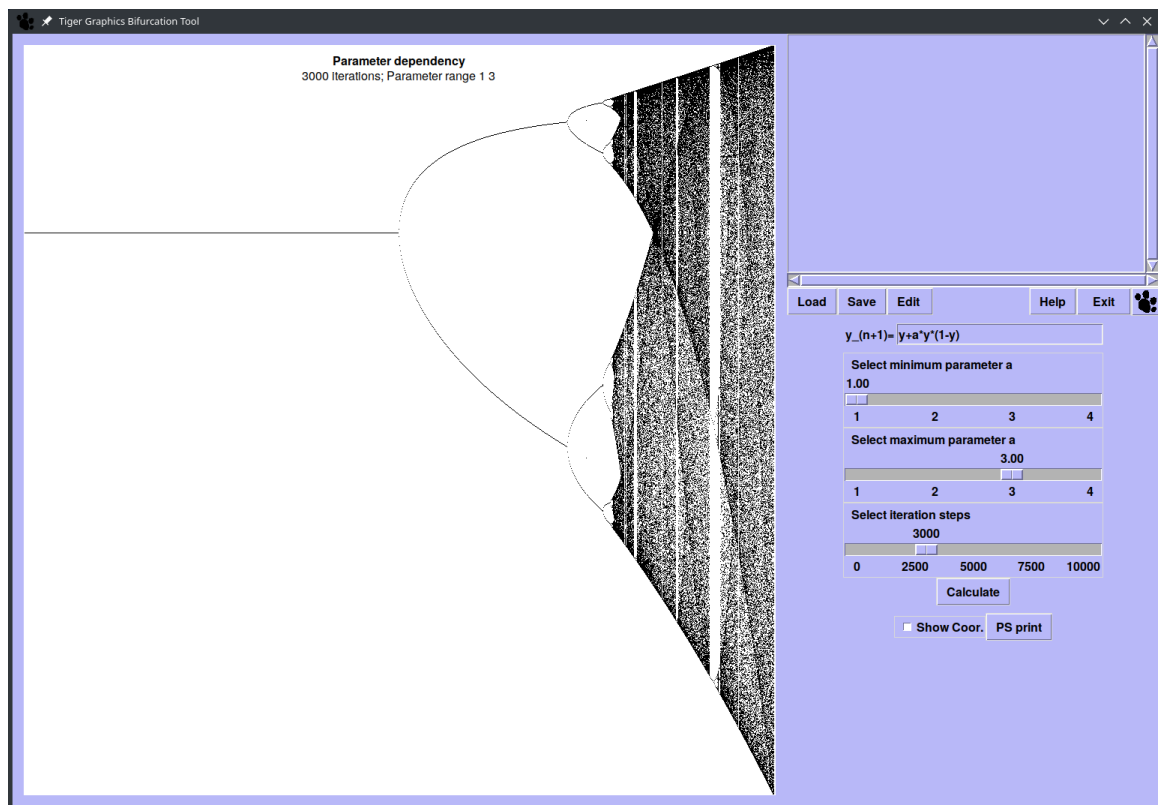 Tiger Graphics Bifurcation Tool
Parameter dependency
3000 Iterations; Parameter range 1 3
Load Save Edit Help Exit
y_(n+1)= y+a*y*(1-y)
Select minimum parameter a
1.00
1 2 3 4
Select maximum parameter a
3.00
1 2 3 4
Select iteration steps
3000
0 2500 5000 7500 10000
Calculate
Show Coor. PS print